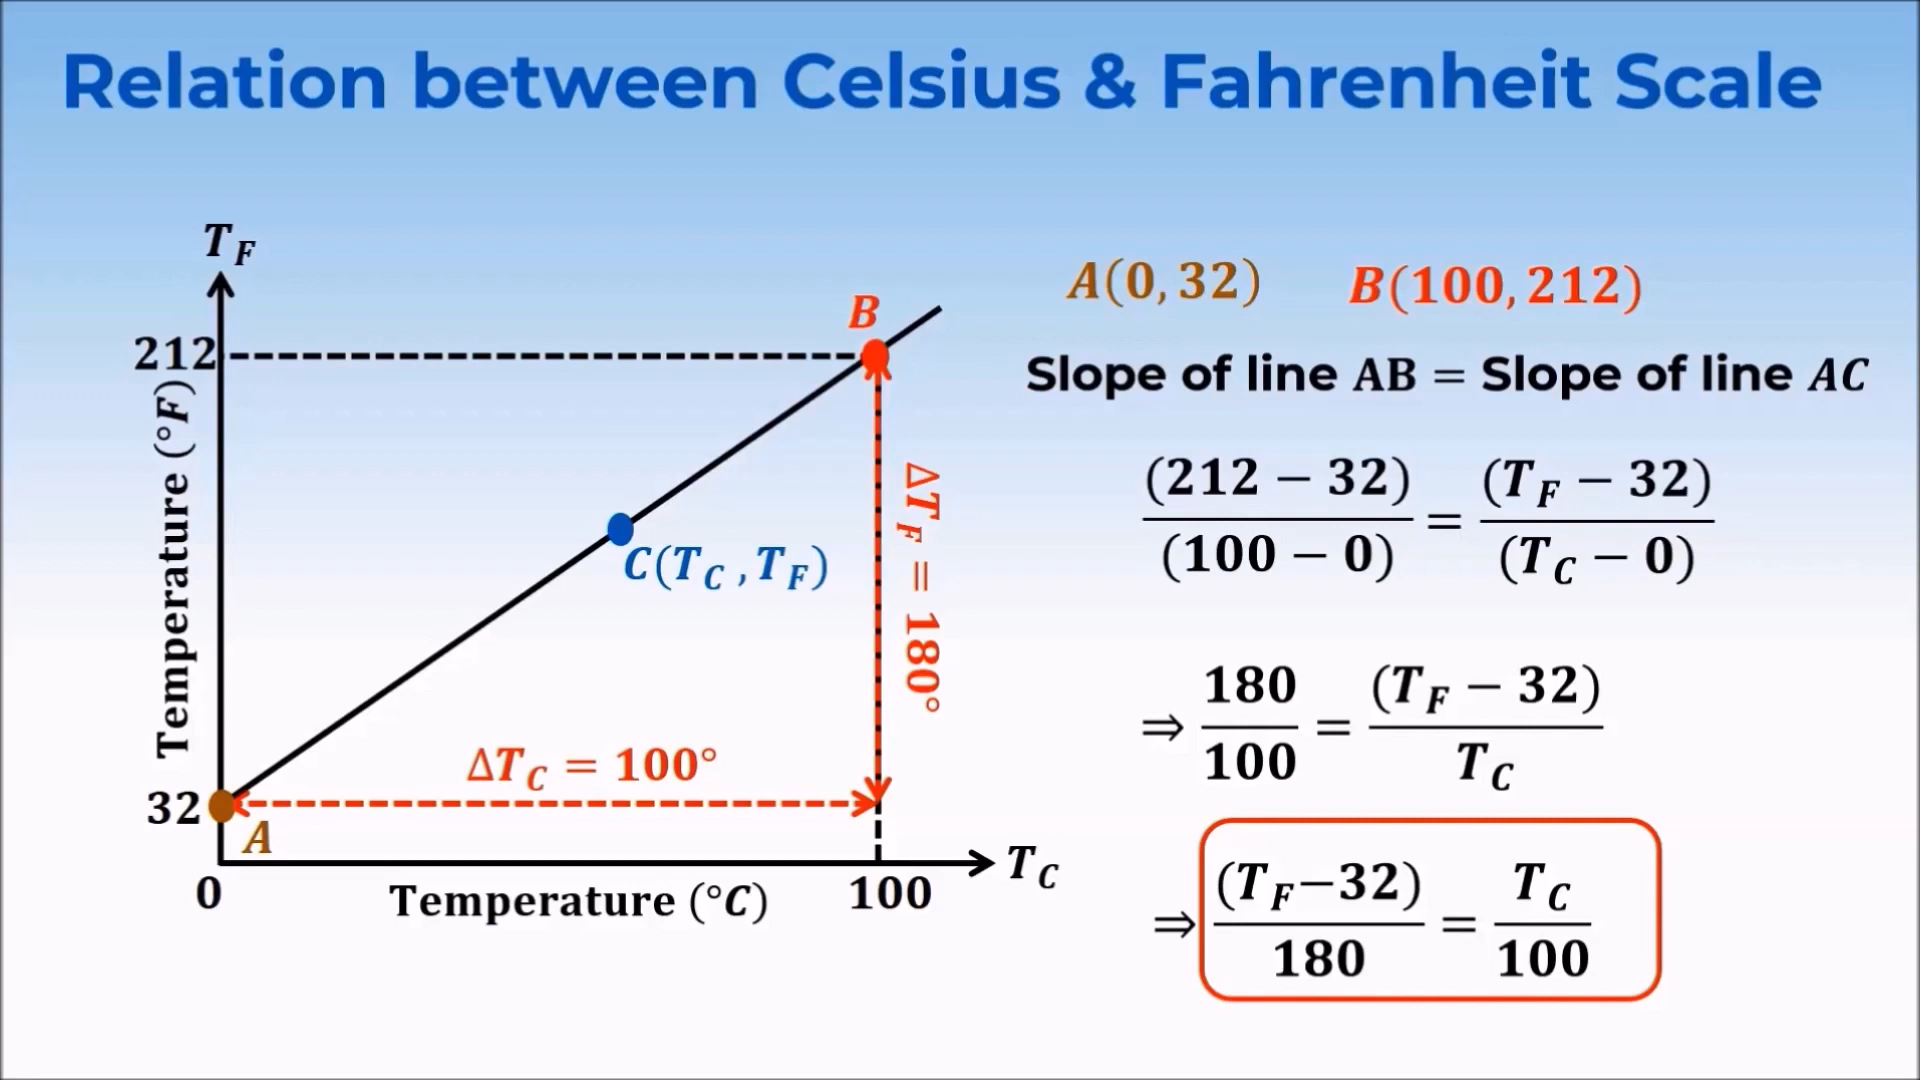 Relation between Celsius & Fahrenheit Scale
T_F
212
Temperature (°F)
32
A
B
C(T_C, T_F)
ΔT_F = 180°
ΔT_C = 100°
0
Temperature (°C)
100
T_C
A(0, 32)
B(100, 212)
Slope of line AB = Slope of line AC
(212 − 32)/(100 − 0) = (T_F − 32)/(T_C − 0)
⇒ 180/100 = (T_F − 32)/T_C
⇒ (T_F−32)/180 = T_C/100